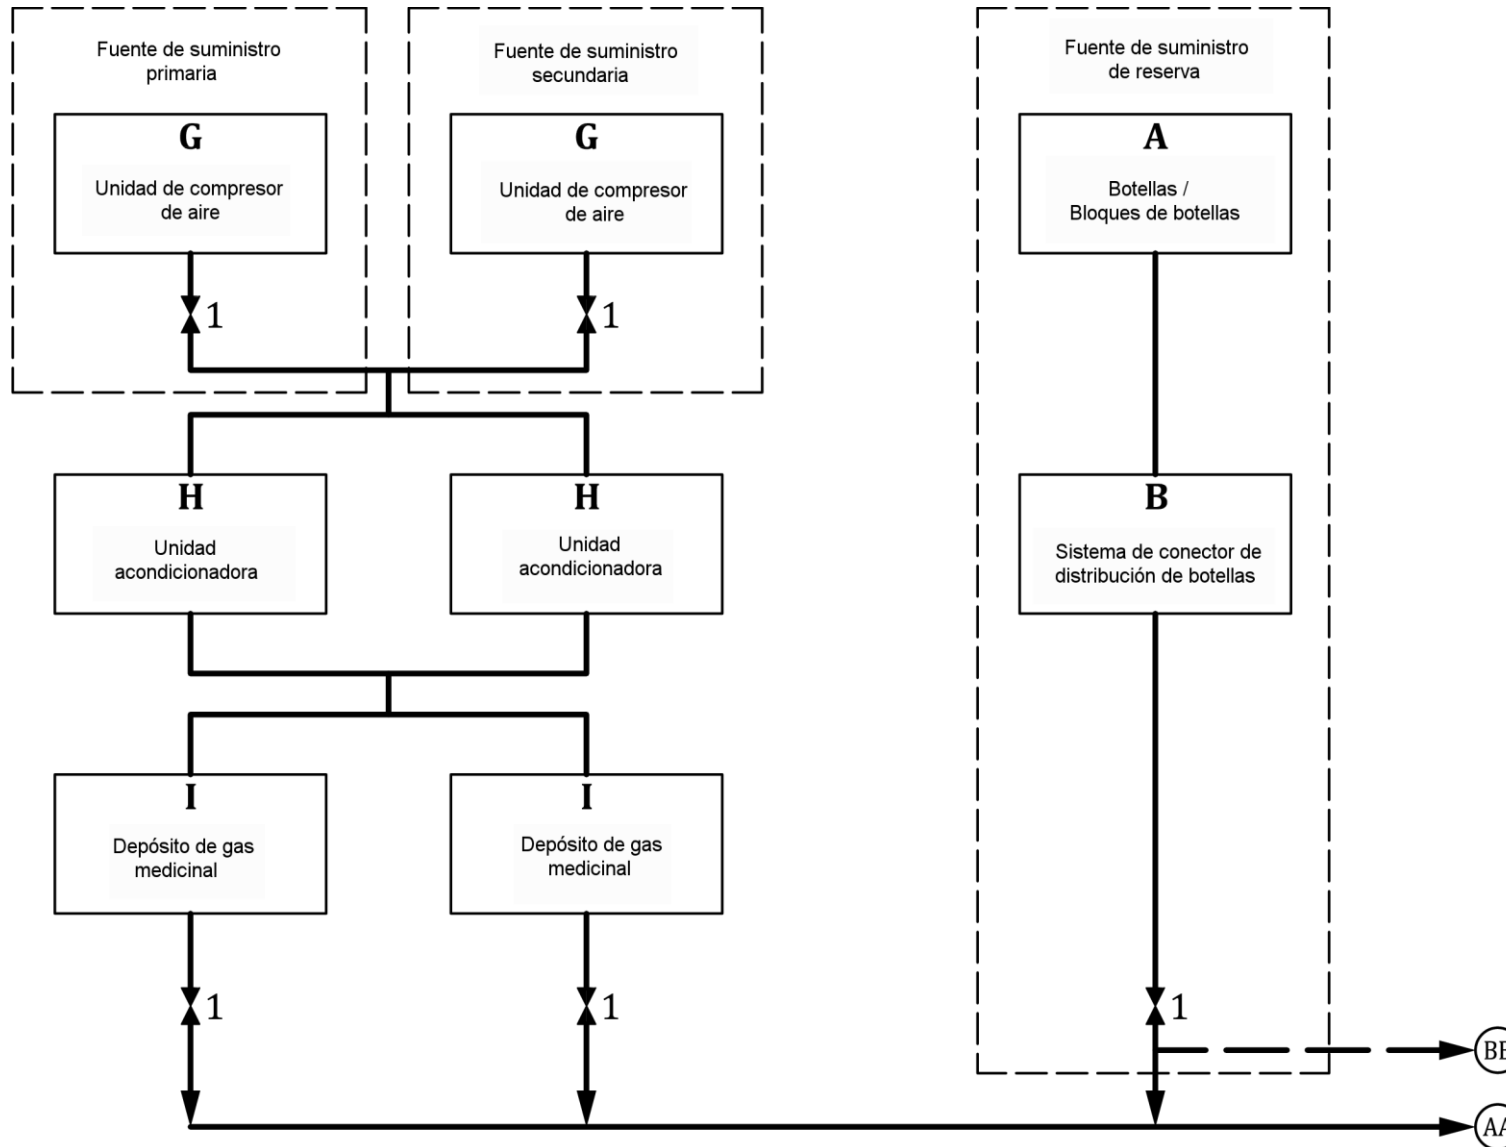 Fuente de suministro
primaria
G
Unidad de compresor
de aire
1
Fuente de suministro
secundaria
G
Unidad de compresor
de aire
1
Fuente de suministro
de reserva
A
Botellas /
Bloques de botellas
H
Unidad
acondicionadora
H
Unidad
acondicionadora
B
Sistema de conector de
distribución de botellas
I
Depósito de gas
medicinal
I
Depósito de gas
medicinal
1
1
1
BB
AA